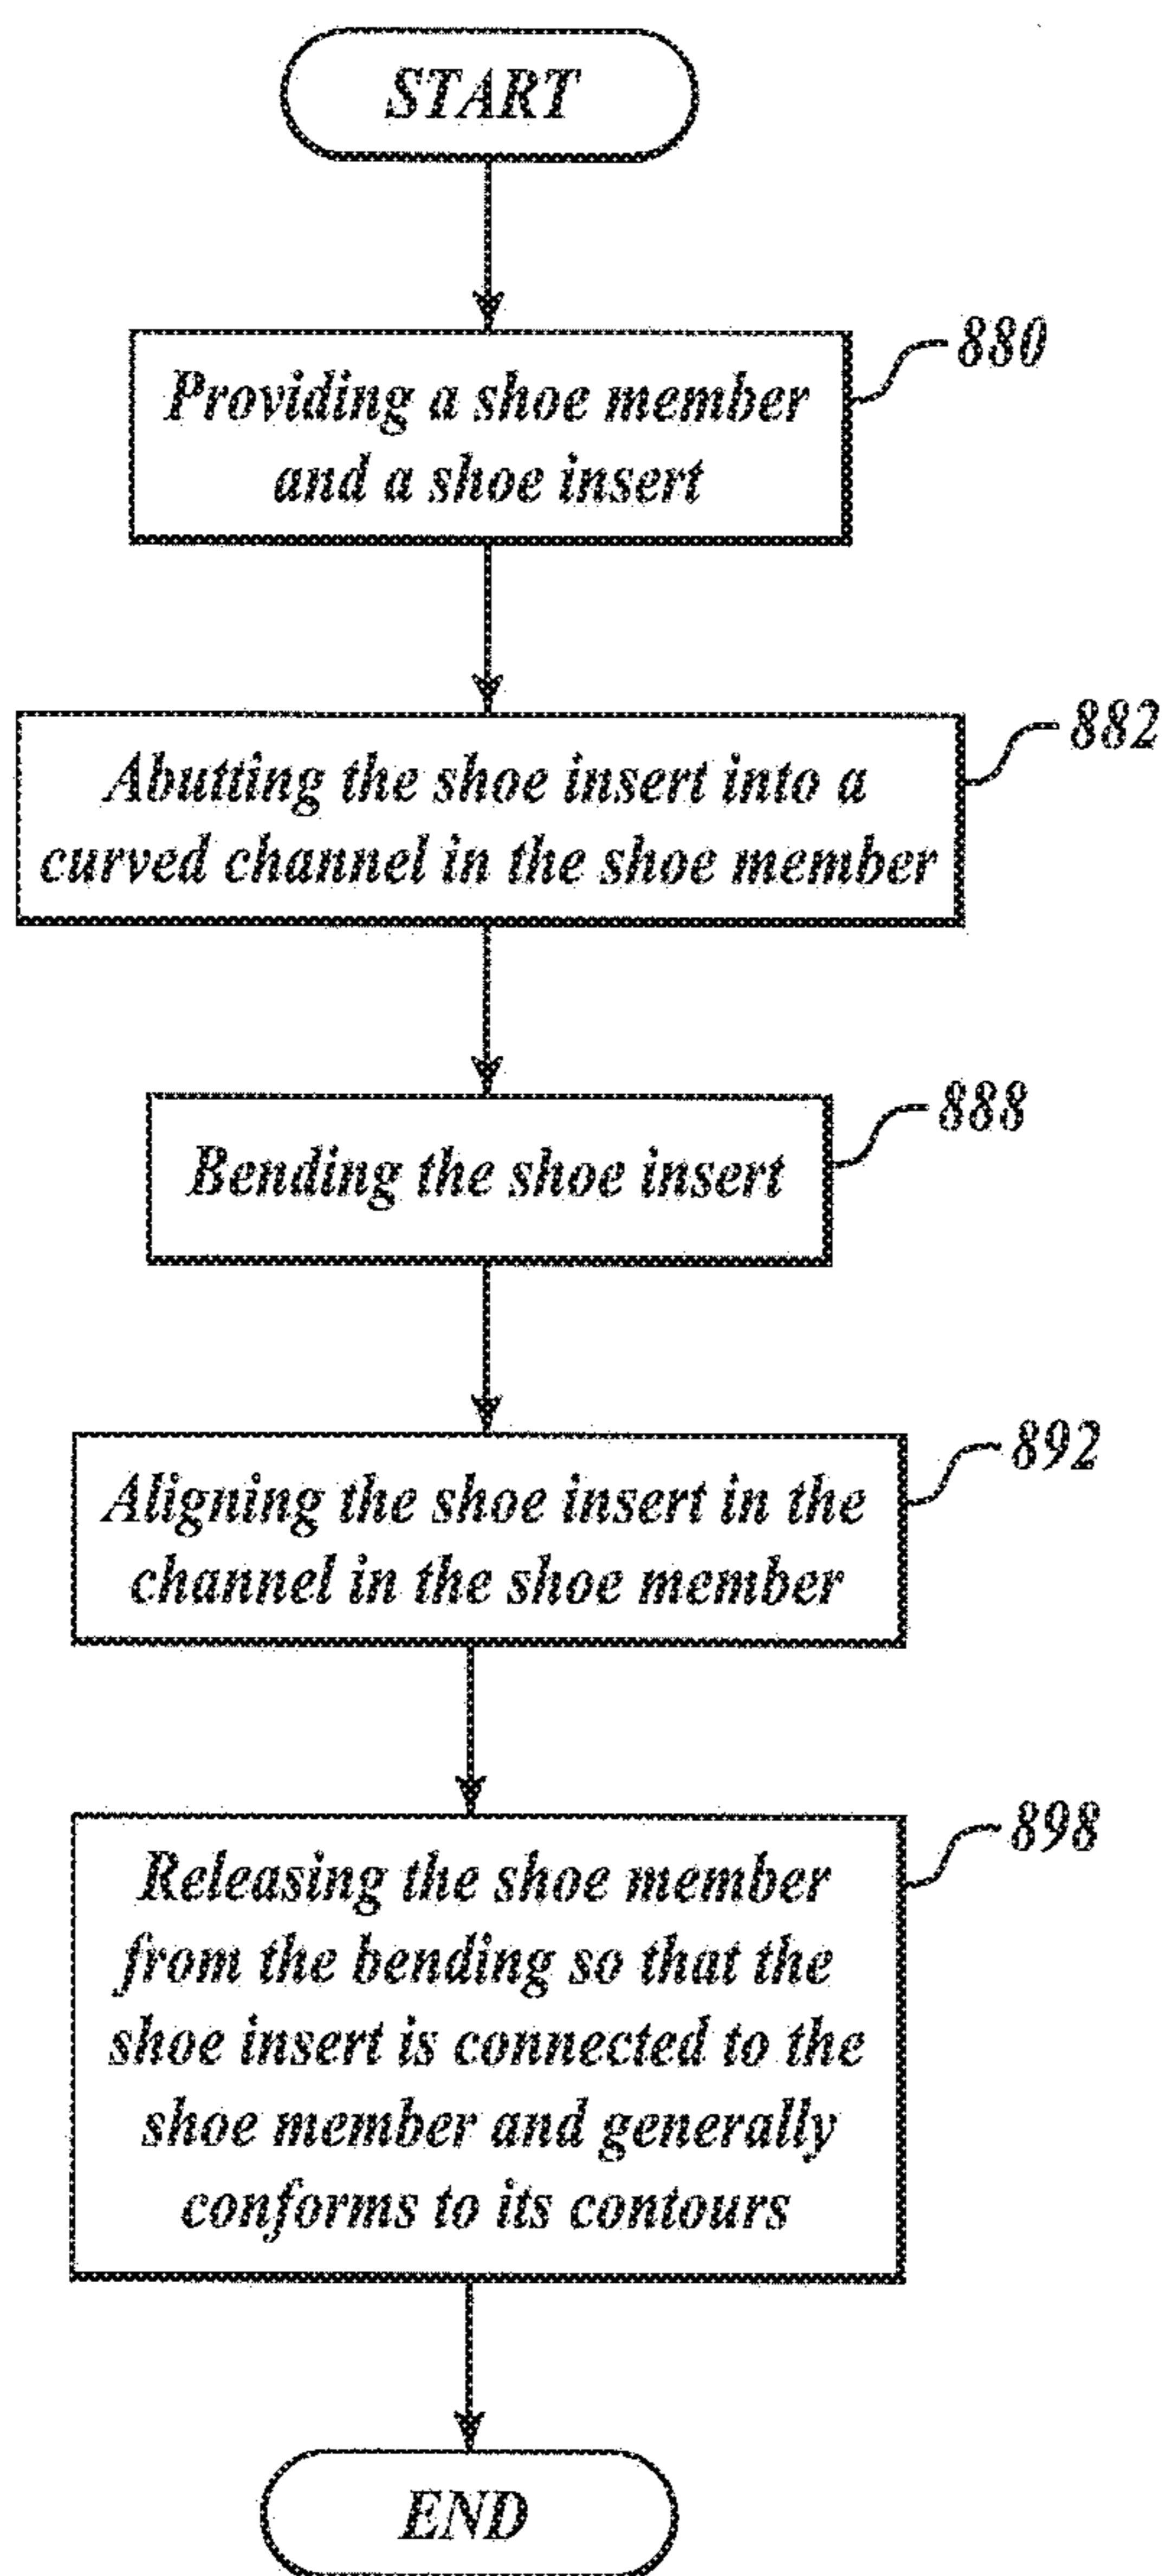 START
880
Providing a shoe member
and a shoe insert
882
Abutting the shoe insert into a
curved channel in the shoe member
888
Bending the shoe insert
892
Aligning the shoe insert in the
channel in the shoe member
898
Releasing the shoe member
from the bending so that the
shoe insert is connected to the
shoe member and generally
conforms to its contours
END